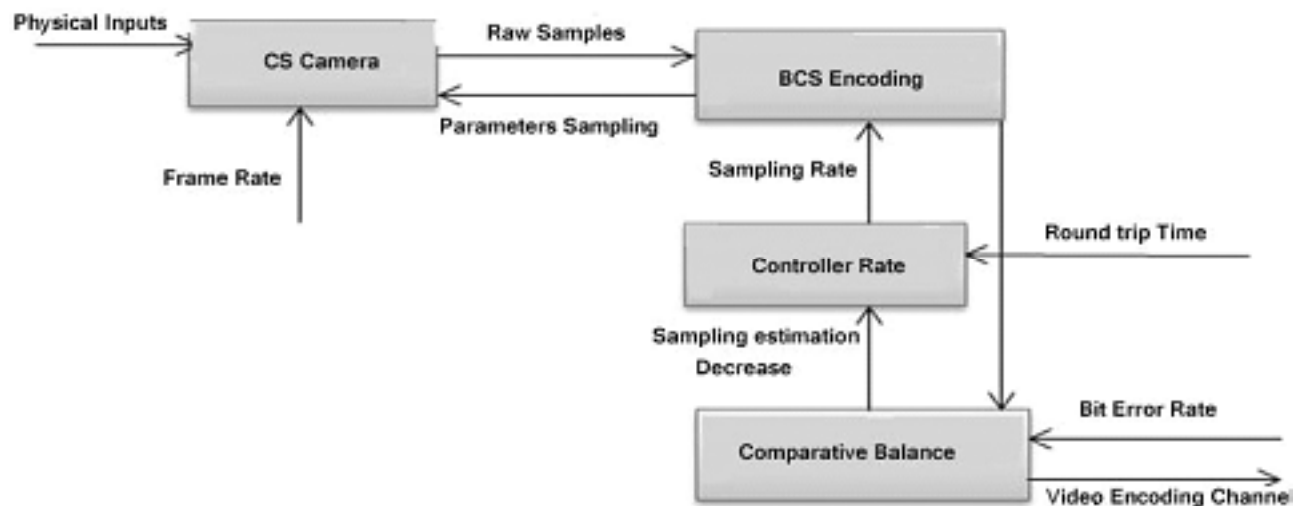 Physical Inputs
CS Camera
Raw Samples
BCS Encoding
Parameters Sampling
Frame Rate
Sampling Rate
Round trip Time
Controller Rate
Sampling estimation
Decrease
Bit Error Rate
Comparative Balance
Video Encoding Channel